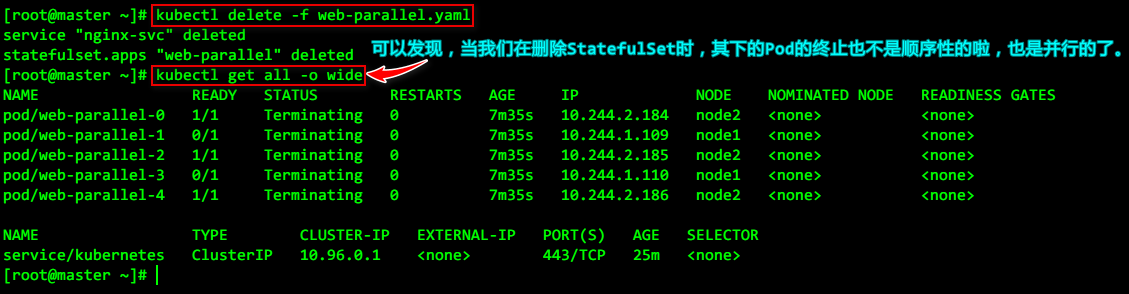 [root@master ~]# kubectl delete -f web-parallel.yaml
service "nginx-svc" deleted
statefulset.apps "web-parallel" deleted
可以发现，当我们在删除StatefulSet时，其下的Pod的终止也不是顺序性的啦，也是并行的了。
[root@master ~]# kubectl get all -o wide
NAME READY STATUS RESTARTS AGE IP NODE NOMINATED NODE READINESS GATES
pod/web-parallel-0 1/1 Terminating 0 7m35s 10.244.2.184 node2 <none> <none>
pod/web-parallel-1 0/1 Terminating 0 7m35s 10.244.1.109 node1 <none> <none>
pod/web-parallel-2 1/1 Terminating 0 7m35s 10.244.2.185 node2 <none> <none>
pod/web-parallel-3 0/1 Terminating 0 7m35s 10.244.1.110 node1 <none> <none>
pod/web-parallel-4 1/1 Terminating 0 7m35s 10.244.2.186 node2 <none> <none>
NAME TYPE CLUSTER-IP EXTERNAL-IP PORT(S) AGE SELECTOR
service/kubernetes ClusterIP 10.96.0.1 <none> 443/TCP 25m <none>
[root@master ~]#